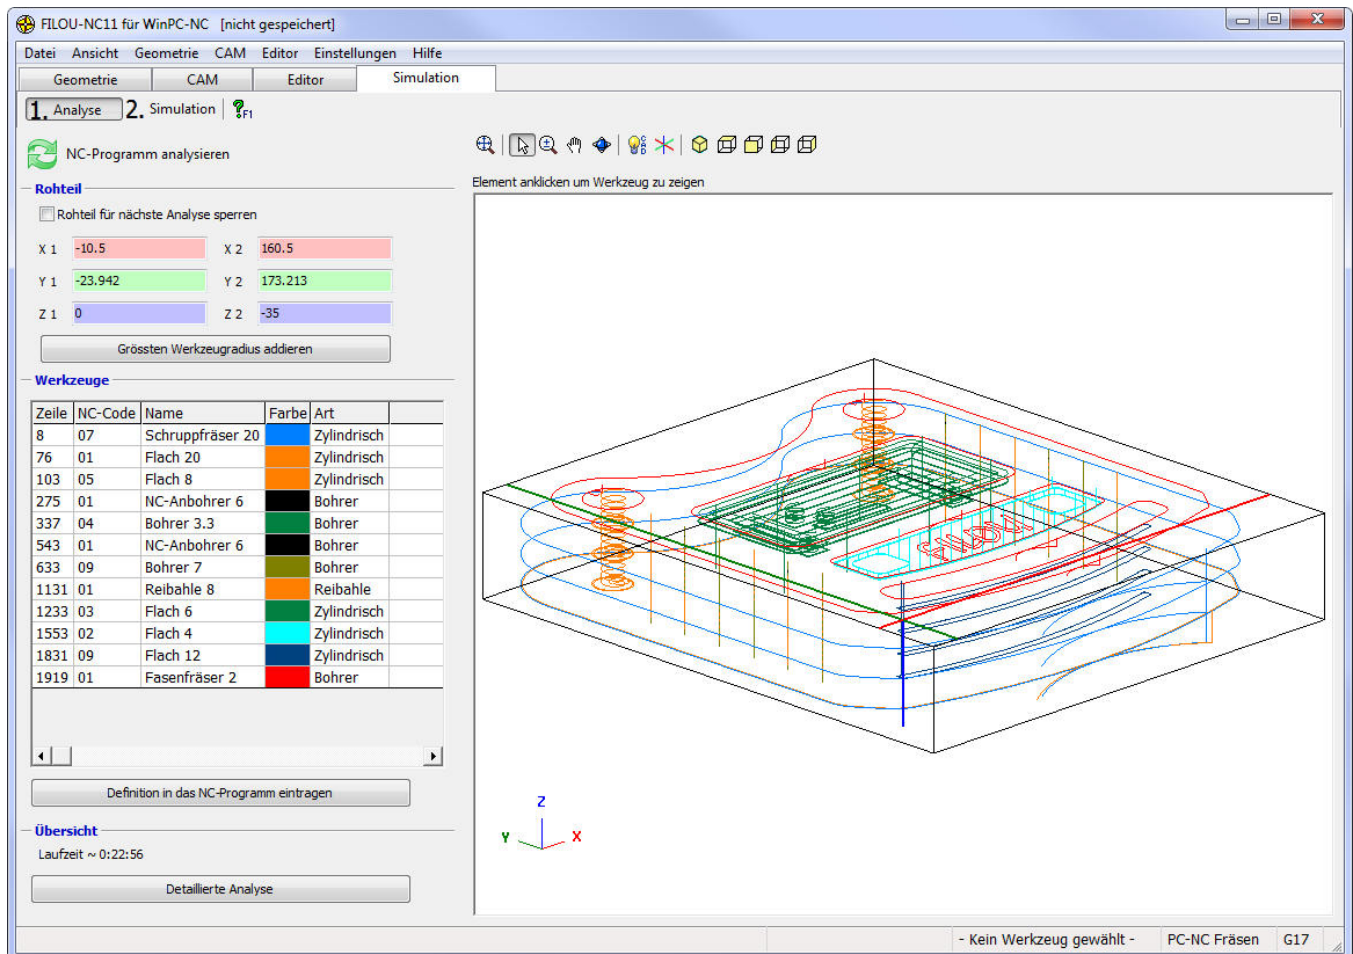 FILOU-NC11 für WinPC-NC [nicht gespeichert]
Datei Ansicht Geometrie CAM Editor Einstellungen Hilfe
Geometrie CAM Editor Simulation
1. Analyse 2. Simulation ? F1
NC-Programm analysieren
Rohteil
Rohteil für nächste Analyse sperren
X 1 -10.5 X 2 160.5
Y 1 -23.942 Y 2 173.213
Z 1 0 Z 2 -35
Grössten Werkzeugradius addieren
Werkzeuge
Zeile NC-Code Name Farbe Art
8 07 Schruppfräser 20 Zylindrisch
76 01 Flach 20 Zylindrisch
103 05 Flach 8 Zylindrisch
275 01 NC-Anbohrer 6 Bohrer
337 04 Bohrer 3.3 Bohrer
543 01 NC-Anbohrer 6 Bohrer
633 09 Bohrer 7 Bohrer
1131 01 Reibahle 8 Reibahle
1233 03 Flach 6 Zylindrisch
1553 02 Flach 4 Zylindrisch
1831 09 Flach 12 Zylindrisch
1919 01 Fasenfräser 2 Bohrer
Definition in das NC-Programm eintragen
Übersicht
Laufzeit ~ 0:22:56
Detaillierte Analyse
Element anklicken um Werkzeug zu zeigen
Z
Y X
- Kein Werkzeug gewählt - PC-NC Fräsen G17